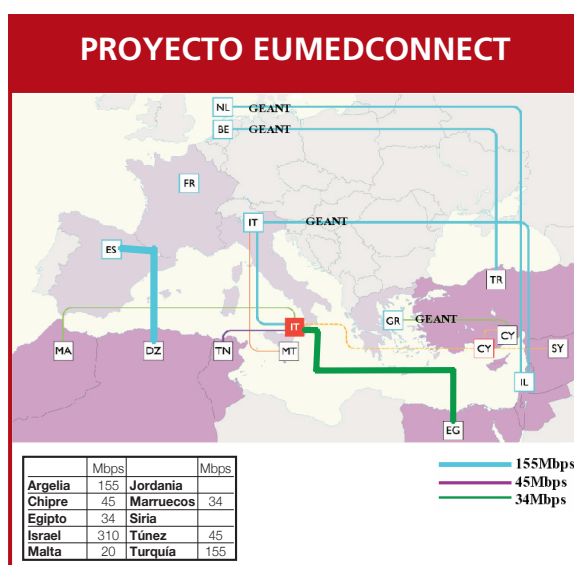 PROYECTO EUMEDCONNECT
NL GEANT
BE GEANT
FR
IT GEANT
ES
TR
IT GR GEANT CY
MA DZ TN MT CY SY
IL
EG
155Mbps
45Mbps
34Mbps
Mbps Mbps
Argelia 155 Jordania
Chipre 45 Marruecos 34
Egipto 34 Siria
Israel 310 Túnez 45
Malta 20 Turquía 155